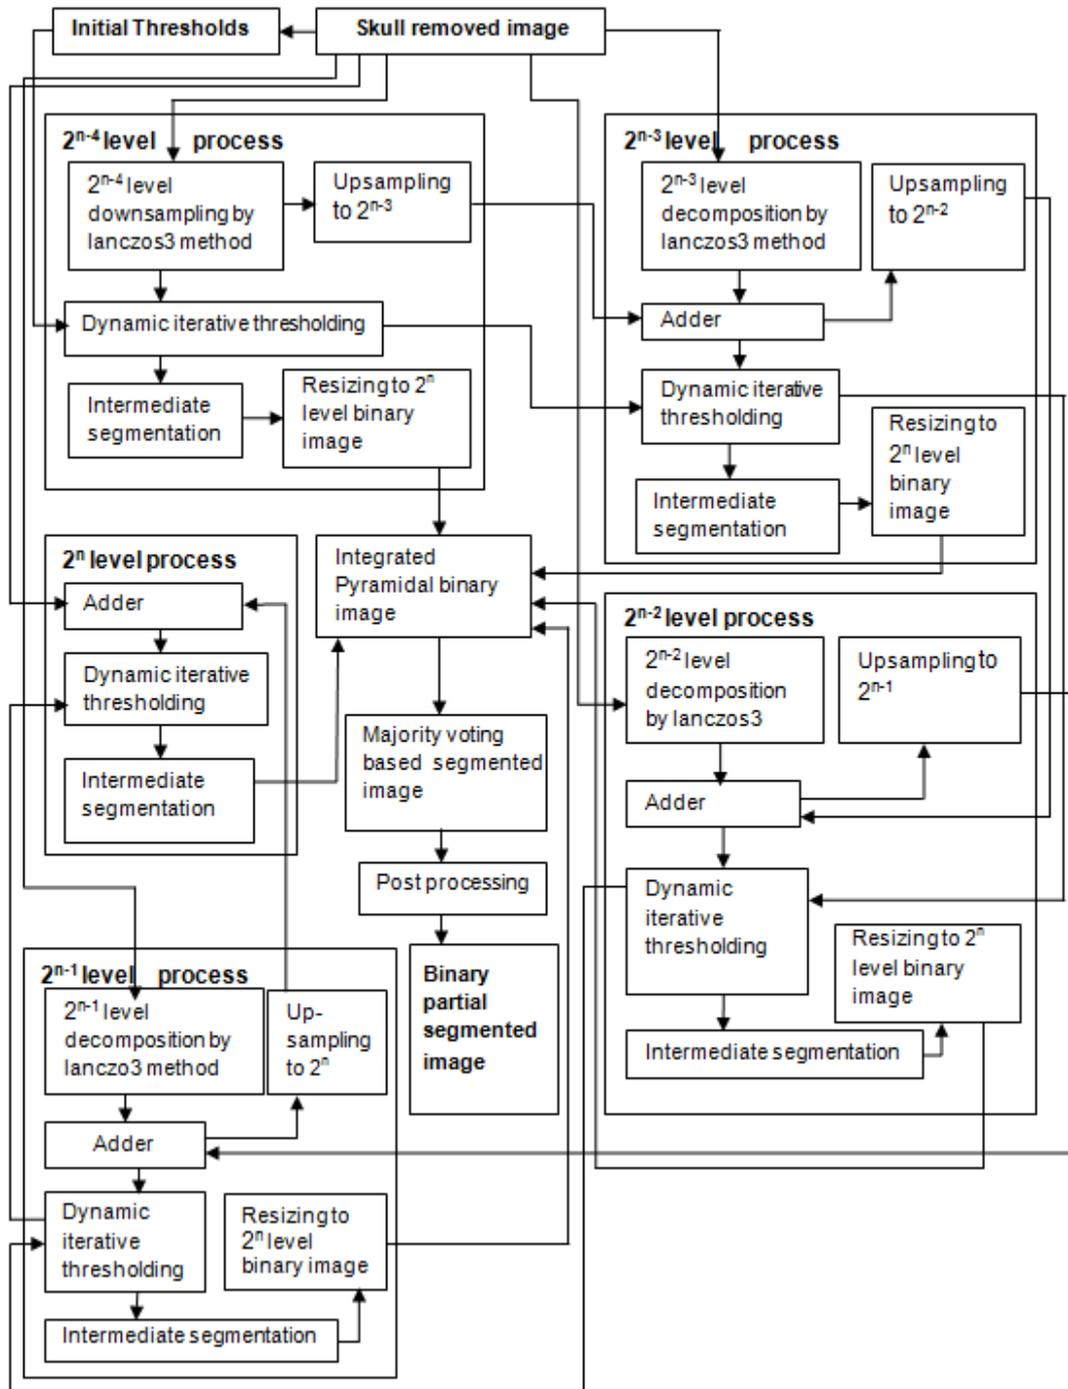 Initial Thresholds
Skull removed image
2ⁿ⁻⁴ level process
2ⁿ⁻⁴ level
downsampling by
lanczos3 method
Upsampling
to 2ⁿ⁻³
Dynamic iterative thresholding
Intermediate
segmentation
Resizing to 2ⁿ
level binary
image
2ⁿ⁻³ level process
2ⁿ⁻³ level
decomposition by
lanczos3 method
Upsampling
to 2ⁿ⁻²
Adder
Dynamic iterative
thresholding
Intermediate
segmentation
Resizing to
2ⁿ level
binary
image
2ⁿ level process
Adder
Dynamic iterative
thresholding
Intermediate
segmentation
Integrated
Pyramidal binary
image
Majority voting
based segmented
image
Post processing
Binary
partial
segmented
image
2ⁿ⁻² level process
2ⁿ⁻² level
decomposition
by lanczos3
Upsampling to
2ⁿ⁻¹
Adder
Dynamic
iterative
thresholding
Resizing to 2ⁿ
level binary
image
Intermediate segmentation
2ⁿ⁻¹ level process
2ⁿ⁻¹ level
decomposition by
lanczo3 method
Up-
sampling
to 2ⁿ
Adder
Dynamic
iterative
thresholding
Resizing to
2ⁿ level
binary image
Intermediate segmentation